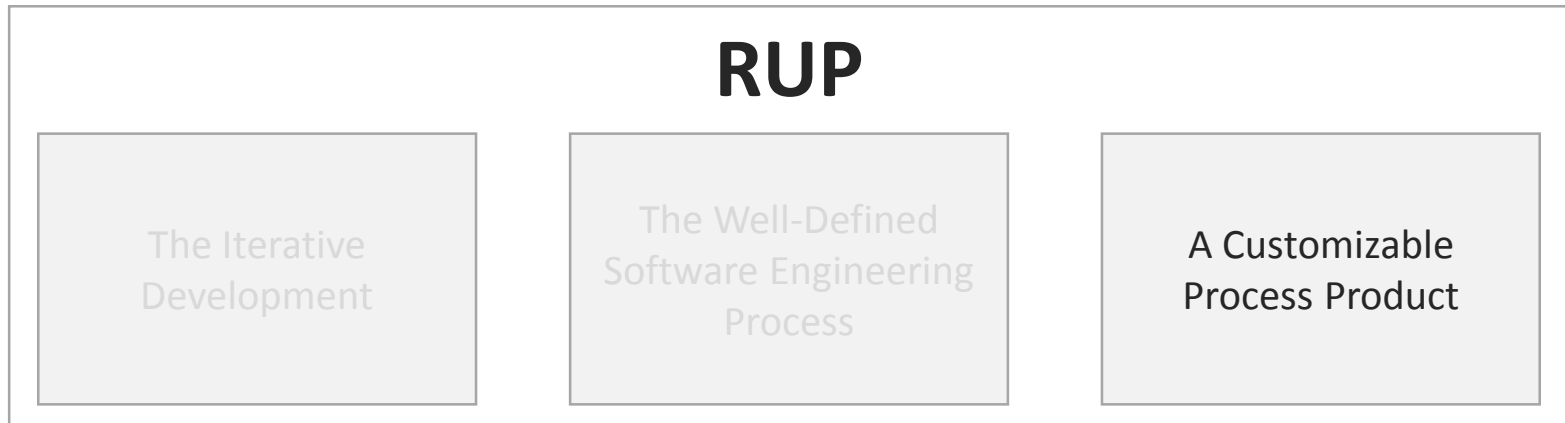 RUP
The Iterative
Development
The Well-Defined
Software Engineering
Process
A Customizable
Process Product